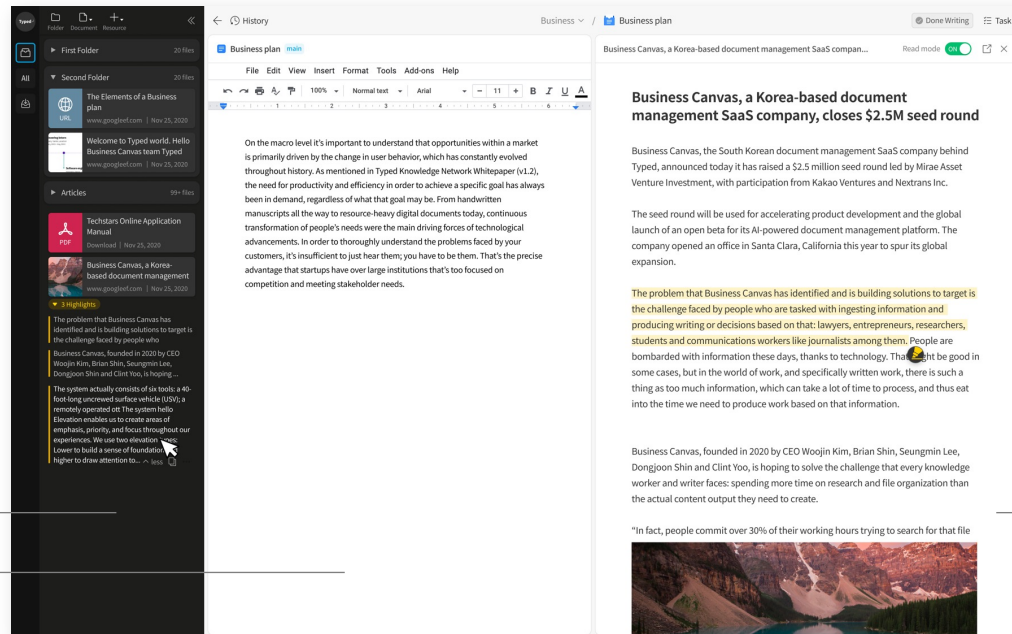 Typed
Folder Document Resource
First Folder 20 files
All
Second Folder 20 files
URL
The Elements of a Business
plan
www.googleef.com | Nov 25, 2020
Welcome to Typed world. Hello
Business Canvas team Typed
www.googleef.com | Nov 25, 2020
Articles 99+ files
PDF
Techstars Online Application
Manual
Download | Nov 25, 2020
Business Canvas, a Korea-
based document management
www.googleef.com | Nov 25, 2020
3 Highlights
The problem that Business Canvas has
identified and is building solutions to target is
the challenge faced by people who
Business Canvas, founded in 2020 by CEO
Woojin Kim, Brian Shin, Seungmin Lee,
Dongjoon Shin and Clint Yoo, is hoping ...
The system actually consists of six tools: a 40-
foot-long uncrewed surface vehicle (USV); a
remotely operated ott The system hello
Elevation enables us to create areas of
emphasis, priority, and focus throughout our
experiences. We use two elevation
Lower to build a sense of foundation
higher to draw attention to... less
History Business / Business plan Done Writing Task
Business plan main
File Edit View Insert Format Tools Add-ons Help
100% Normal text Arial - 11 + B I U A
1 2 3 4 5 6
On the macro level it's important to understand that opportunities within a market
is primarily driven by the change in user behavior, which has constantly evolved
throughout history. As mentioned in Typed Knowledge Network Whitepaper (v1.2),
the need for productivity and efficiency in order to achieve a specific goal has always
been in demand, regardless of what that goal may be. From handwritten
manuscripts all the way to resource-heavy digital documents today, continuous
transformation of people's needs were the main driving forces of technological
advancements. In order to thoroughly understand the problems faced by your
customers, it's insufficient to just hear them; you have to be them. That's the precise
advantage that startups have over large institutions that's too focused on
competition and meeting stakeholder needs.
Business Canvas, a Korea-based document management SaaS compan... Read mode ON
Business Canvas, a Korea-based document
management SaaS company, closes $2.5M seed round
Business Canvas, the South Korean document management SaaS company behind
Typed, announced today it has raised a $2.5 million seed round led by Mirae Asset
Venture Investment, with participation from Kakao Ventures and Nextrans Inc.
The seed round will be used for accelerating product development and the global
launch of an open beta for its AI-powered document management platform. The
company opened an office in Santa Clara, California this year to spur its global
expansion.
The problem that Business Canvas has identified and is building solutions to target is
the challenge faced by people who are tasked with ingesting information and
producing writing or decisions based on that: lawyers, entrepreneurs, researchers,
students and communications workers like journalists among them. People are
bombarded with information these days, thanks to technology. That might be good in
some cases, but in the world of work, and specifically written work, there is such a
thing as too much information, which can take a lot of time to process, and thus eat
into the time we need to produce work based on that information.
Business Canvas, founded in 2020 by CEO Woojin Kim, Brian Shin, Seungmin Lee,
Dongjoon Shin and Clint Yoo, is hoping to solve the challenge that every knowledge
worker and writer faces: spending more time on research and file organization than
the actual content output they need to create.
“In fact, people commit over 30% of their working hours trying to search for that file